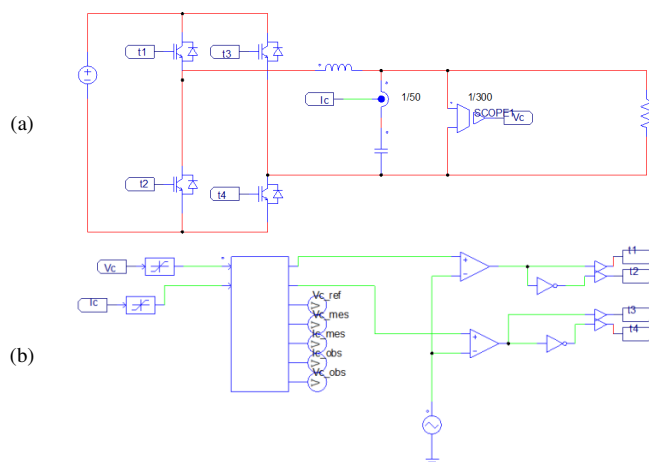 t1
t3
Ic
1/50
1/300
SCOPE1
Vc
(a)
t2
t4
Vc
Ic
Vc_ref
Vc_mes
Ic_mes
Ic_obs
Vc_obs
V
V
V
V
V
t1
t2
t3
t4
(b)